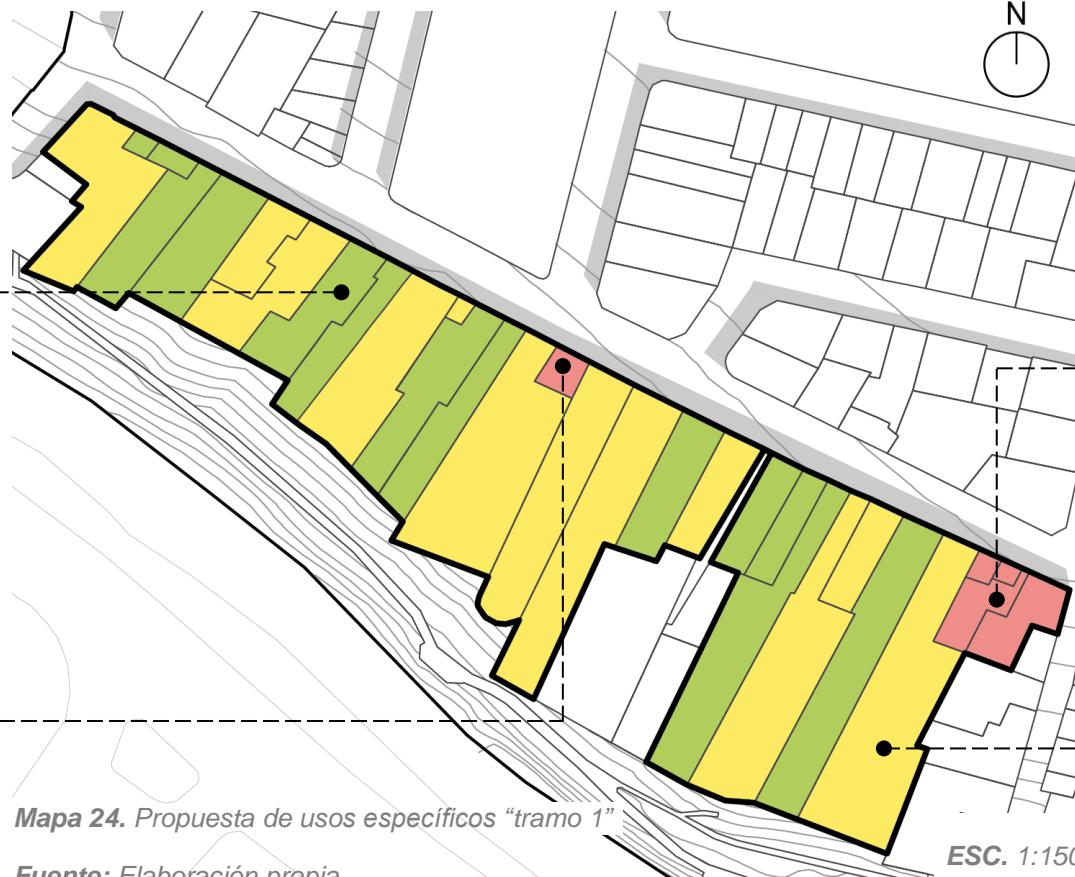 N
Mapa 24. Propuesta de usos específicos “tramo 1”
Fuente: Elaboración propia
ESC. 1:150